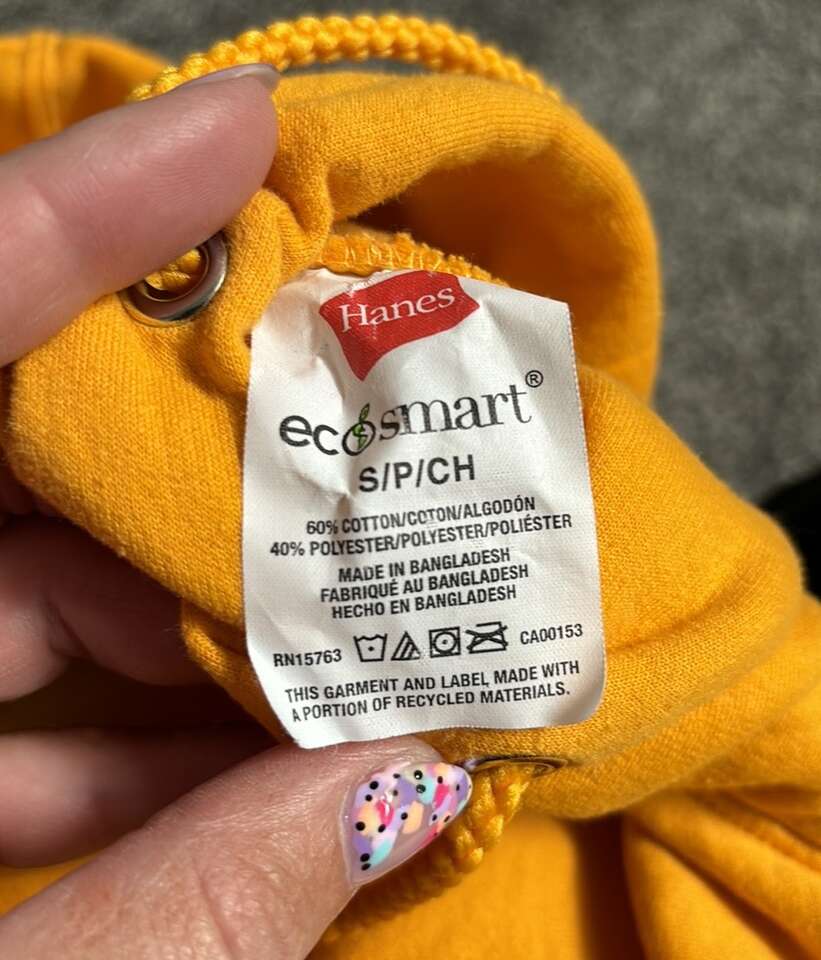 Hanes
ecosmart®
S/P/CH
60% COTTON/COTON/ALGODÓN
40% POLYESTER/POLYESTER/POLIÉSTER
MADE IN BANGLADESH
FABRIQUÉ AU BANGLADESH
HECHO EN BANGLADESH
RN15763 CA00153
THIS GARMENT AND LABEL MADE WITH
A PORTION OF RECYCLED MATERIALS.